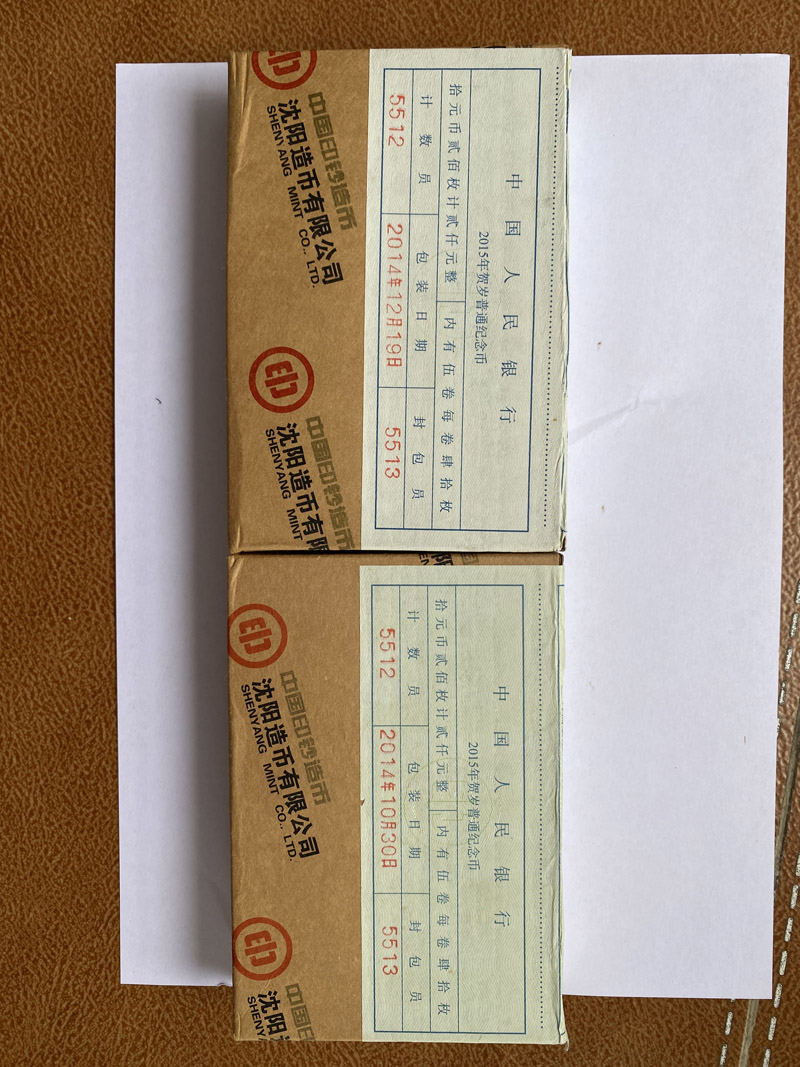 中国人民银行
2015年贺岁普通纪念币
拾元币贰佰枚计贰仟元整 内有伍卷每卷肆拾枚
计数员 包装日期 封包员
5512 2014年12月19日 5513
中国印钞造币
沈阳造币有限公司
SHENYANG MINT CO., LTD.
中国印钞造币
沈阳造币有限
SHENYANG MINT
中国人民银行
2015年贺岁普通纪念币
拾元币贰佰枚计贰仟元整 内有伍卷每卷肆拾枚
计数员 包装日期 封包员
5512 2014年10月30日 5513
中国印钞造币
沈阳造币有限公司
SHENYANG MINT CO., LTD.
中国印
沈阳造
SHENYANG